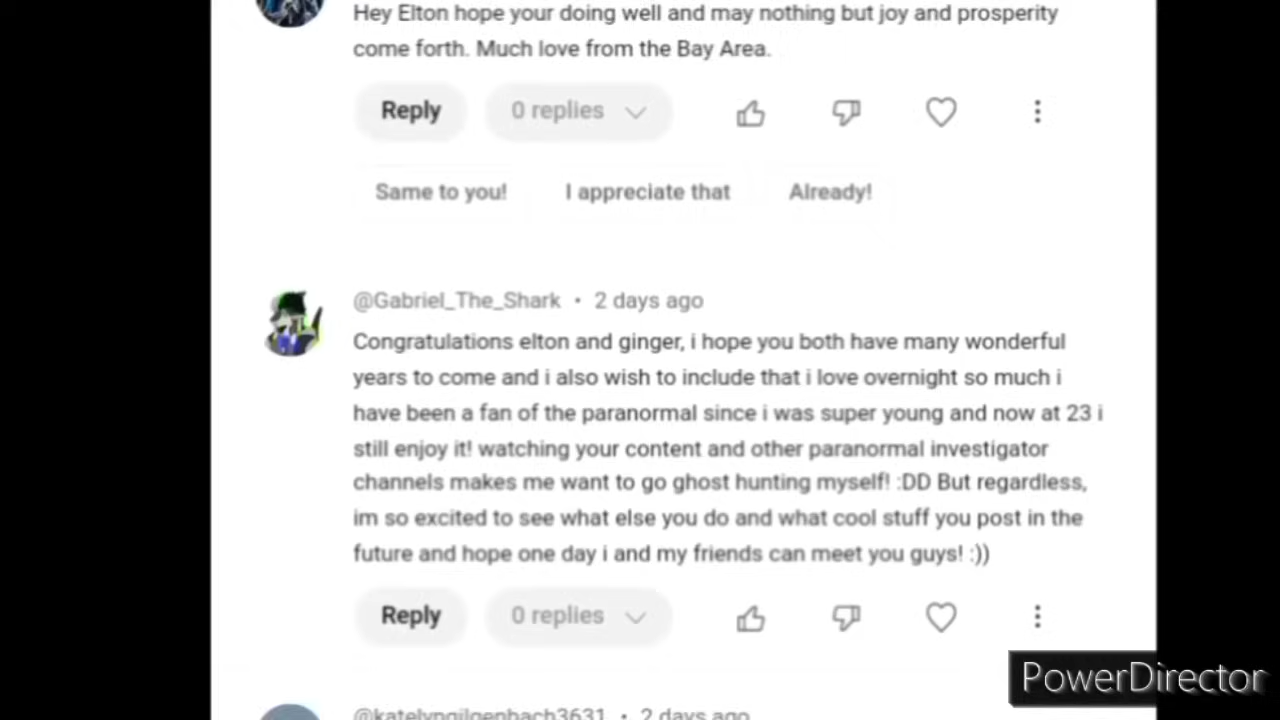 Hey Elton hope your doing well and may nothing but joy and prosperity
come forth. Much love from the Bay Area.
Reply 0 replies
Same to you! I appreciate that Already!
@Gabriel_The_Shark • 2 days ago
Congratulations elton and ginger, i hope you both have many wonderful
years to come and i also wish to include that i love overnight so much i
have been a fan of the paranormal since i was super young and now at 23 i
still enjoy it! watching your content and other paranormal investigator
channels makes me want to go ghost hunting myself! :DD But regardless,
im so excited to see what else you do and what cool stuff you post in the
future and hope one day i and my friends can meet you guys! :))
Reply 0 replies
PowerDirector
@katelyngilgenbach3631 • 2 days ago